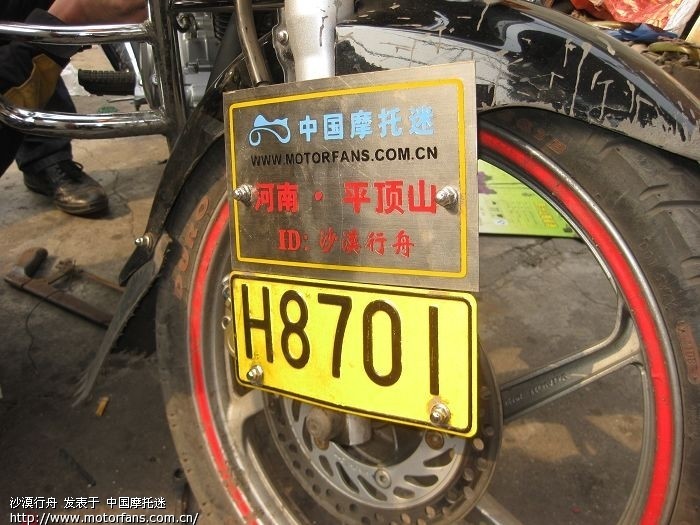 中国摩托迷
WWW.MOTORFANS.COM.CN
河南·平顶山
ID:沙漠行舟
H8701
沙漠行舟 发表于 中国摩托迷
http://www.motorfans.com.cn/